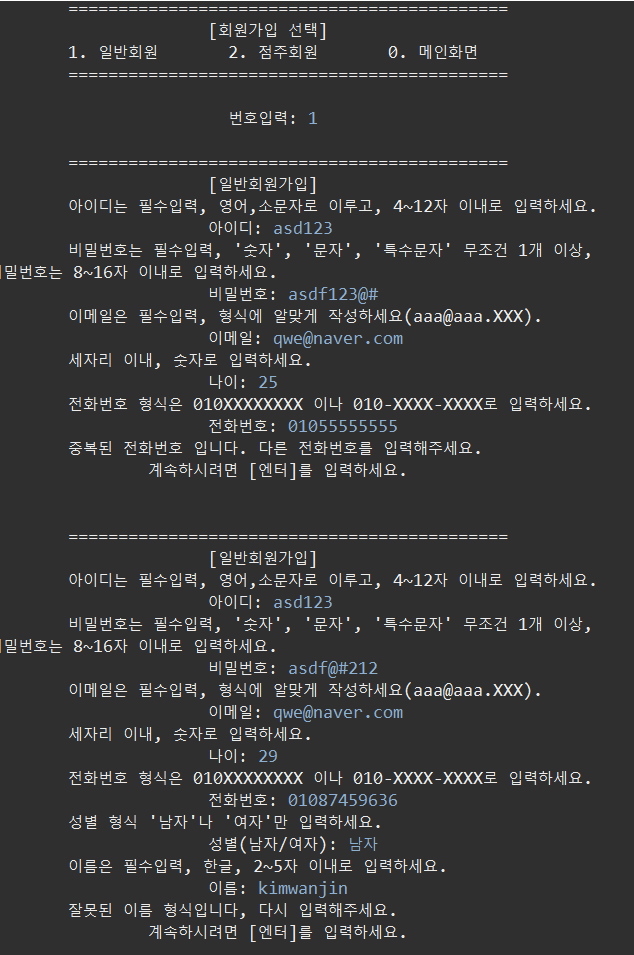 ============================================
[회원가입 선택]
1. 일반회원 2. 점주회원 0. 메인화면
============================================
번호입력: 1
============================================
[일반회원가입]
아이디는 필수입력, 영어,소문자로 이루고, 4~12자 이내로 입력하세요.
아이디: asd123
비밀번호는 필수입력, '숫자', '문자', '특수문자' 무조건 1개 이상,
밀번호는 8~16자 이내로 입력하세요.
비밀번호: asdf123@#
이메일은 필수입력, 형식에 알맞게 작성하세요(aaa@aaa.XXX).
이메일: qwe@naver.com
세자리 이내, 숫자로 입력하세요.
나이: 25
전화번호 형식은 010XXXXXXXX 이나 010-XXXX-XXXX로 입력하세요.
전화번호: 01055555555
중복된 전화번호 입니다. 다른 전화번호를 입력해주세요.
계속하시려면 [엔터]를 입력하세요.
============================================
[일반회원가입]
아이디는 필수입력, 영어,소문자로 이루고, 4~12자 이내로 입력하세요.
아이디: asd123
비밀번호는 필수입력, '숫자', '문자', '특수문자' 무조건 1개 이상,
밀번호는 8~16자 이내로 입력하세요.
비밀번호: asdf@#212
이메일은 필수입력, 형식에 알맞게 작성하세요(aaa@aaa.XXX).
이메일: qwe@naver.com
세자리 이내, 숫자로 입력하세요.
나이: 29
전화번호 형식은 010XXXXXXXX 이나 010-XXXX-XXXX로 입력하세요.
전화번호: 01087459636
성별 형식 '남자'나 '여자'만 입력하세요.
성별(남자/여자): 남자
이름은 필수입력, 한글, 2~5자 이내로 입력하세요.
이름: kimwanjin
잘못된 이름 형식입니다, 다시 입력해주세요.
계속하시려면 [엔터]를 입력하세요.